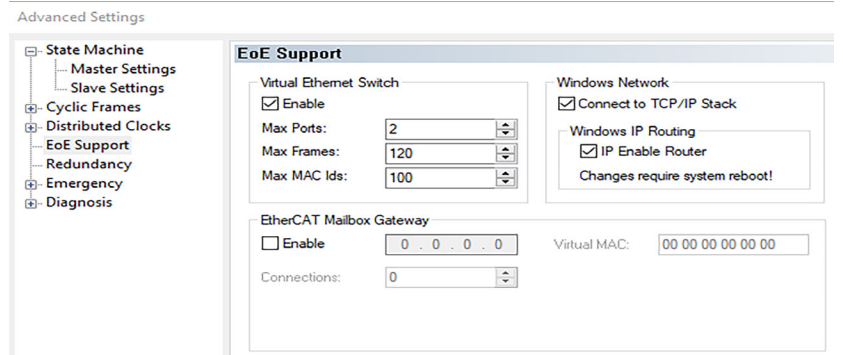 Advanced Settings
State Machine
Master Settings
Slave Settings
Cyclic Frames
Distributed Clocks
EoE Support
Redundancy
Emergency
Diagnosis
EoE Support
Virtual Ethernet Switch
Enable
Max Ports: 2
Max Frames: 120
Max MAC Ids: 100
Windows Network
Connect to TCP/IP Stack
Windows IP Routing
IP Enable Router
Changes require system reboot!
EtherCAT Mailbox Gateway
Enable 0 . 0 . 0 . 0 Virtual MAC: 00 00 00 00 00 00
Connections: 0